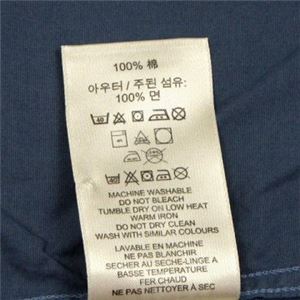 100% 棉
아우터 / 주된 섬유:
100% 면
MACHINE WASHABLE
DO NOT BLEACH
TUMBLE DRY ON LOW HEAT
WARM IRON
DO NOT DRY CLEAN
WASH WITH SIMILAR COLOURS
LAVABLE EN MACHINE
NE PAS BLANCHIR
SECHER AU SECHE-LINGE A
BASSE TEMPERATURE
FER CHAUD
NE PAS NETTOYER A SEC